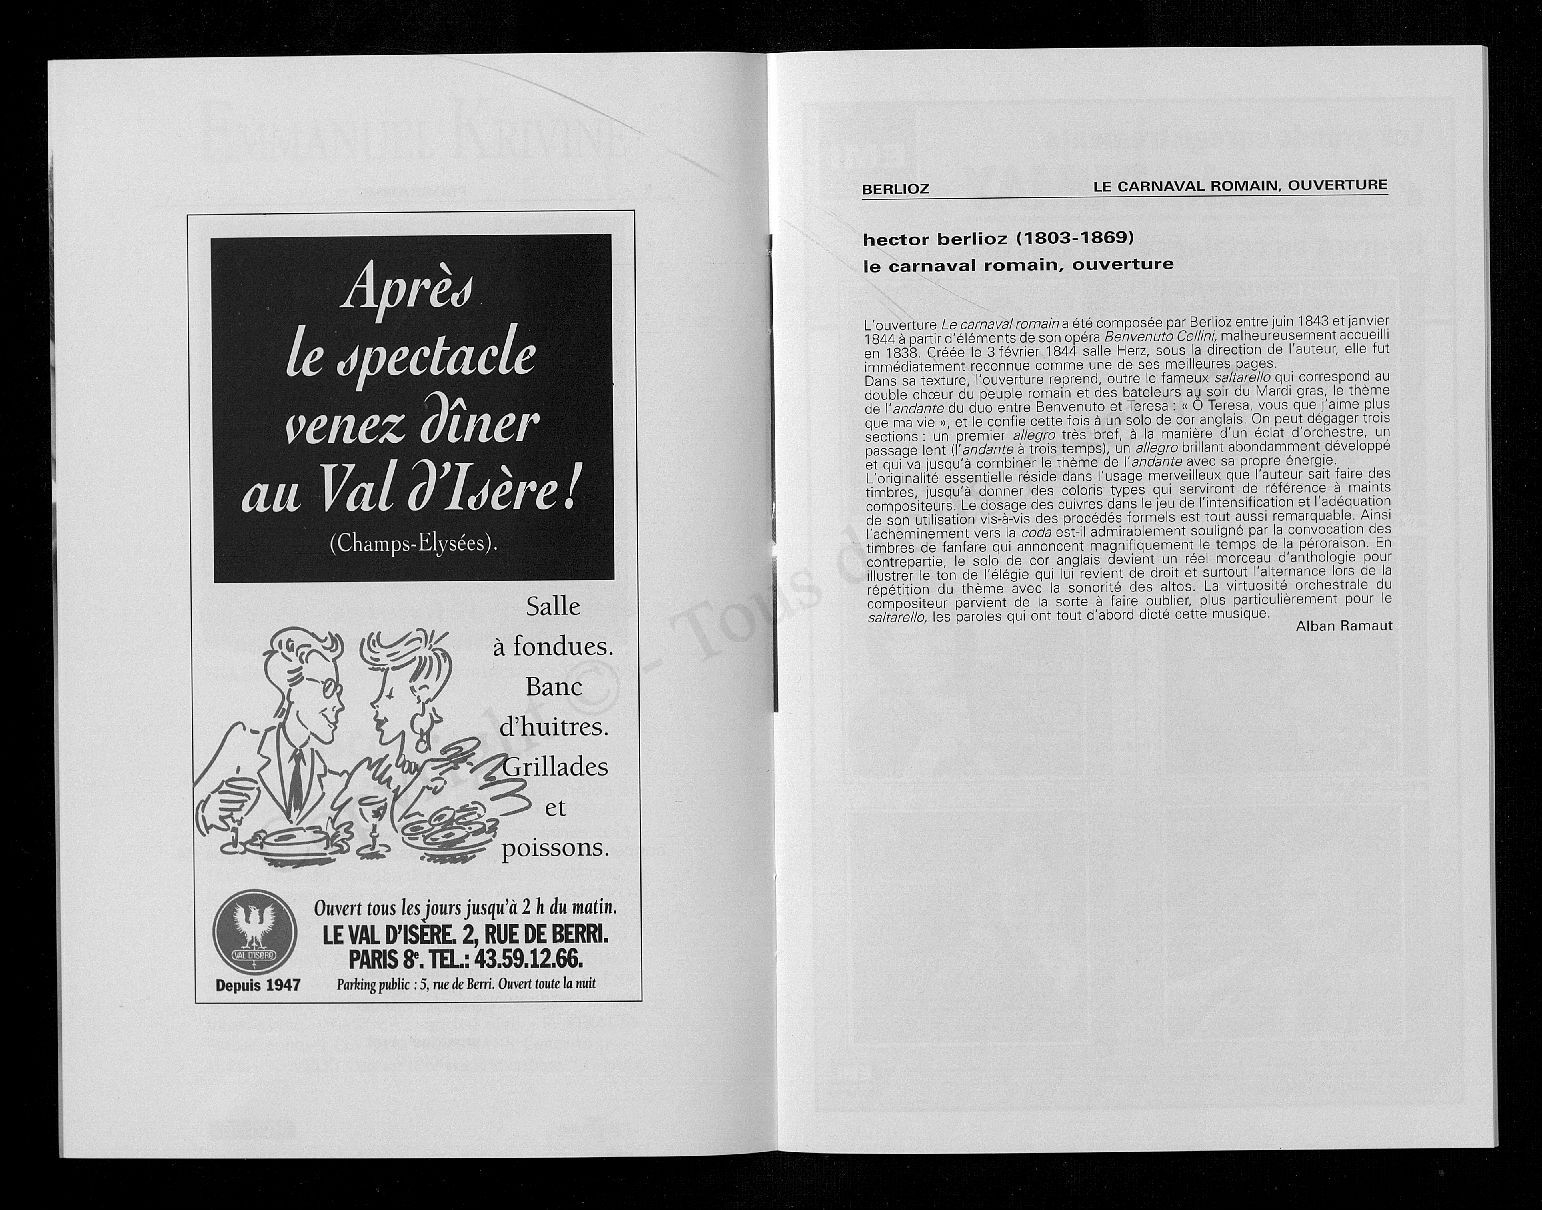 Après
le spectacle
venez dîner
au Val d'Isère!
(Champs-Elysées).
Salle
à fondues.
Banc
d'huitres.
Grillades
et
poissons.
VAL D'ISÈRE
Depuis 1947
Ouvert tous les jours jusqu'à 2 h du matin.
LE VAL D'ISÈRE. 2, RUE DE BERRI.
PARIS 8e. TEL.: 43.59.12.66.
Parking public : 5, rue de Berri. Ouvert toute la nuit
BERLIOZ LE CARNAVAL ROMAIN, OUVERTURE
hector berlioz (1803-1869)
le carnaval romain, ouverture
L'ouverture Le carnaval romain a été composée par Berlioz entre juin 1843 et janvier
1844 à partir d'éléments de son opéra Benvenuto Cellini, malheureusement accueilli
en 1838. Créée le 3 février 1844 salle Herz, sous la direction de l'auteur, elle fut
immédiatement reconnue comme une de ses meilleures pages.
Dans sa texture, l'ouverture reprend, outre le fameux saltarello qui correspond au
double chœur du peuple romain et des bateleurs au soir du Mardi gras, le thème
de l'andante du duo entre Benvenuto et Teresa : « Ô Teresa, vous que j'aime plus
que ma vie », et le confie cette fois à un solo de cor anglais. On peut dégager trois
sections : un premier allegro très bref, à la manière d'un éclat d'orchestre, un
passage lent (l'andante à trois temps), un allegro brillant abondamment développé
et qui va jusqu'à combiner le thème de l'andante avec sa propre énergie.
L'originalité essentielle réside dans l'usage merveilleux que l'auteur sait faire des
timbres, jusqu'à donner des coloris types qui serviront de référence à maints
compositeurs. Le dosage des cuivres dans le jeu de l'intensification et l'adéquation
de son utilisation vis-à-vis des procédés formels est tout aussi remarquable. Ainsi
l'acheminement vers la coda est-il admirablement souligné par la convocation des
timbres de fanfare qui annoncent magnifiquement le temps de la péroraison. En
contrepartie, le solo de cor anglais devient un réel morceau d'anthologie pour
illustrer le ton de l'élégie qui lui revient de droit et surtout l'alternance lors de la
répétition du thème avec la sonorité des altos. La virtuosité orchestrale du
compositeur parvient de la sorte à faire oublier, plus particulièrement pour le
saltarello, les paroles qui ont tout d'abord dicté cette musique.
Alban Ramaut
© - Tous d